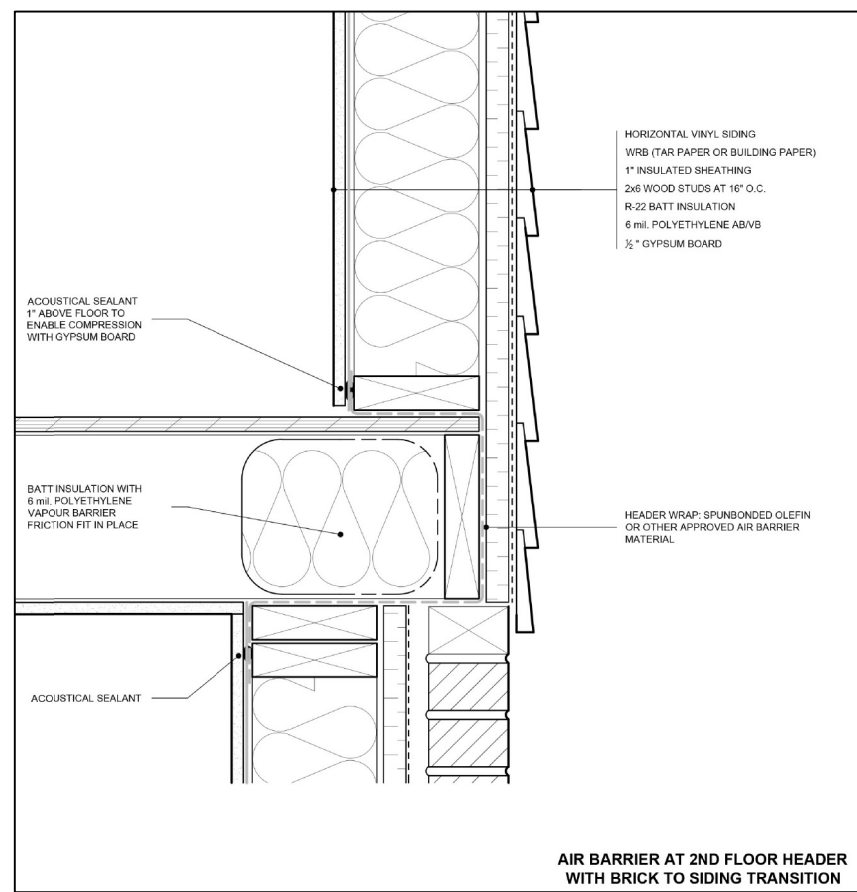 HORIZONTAL VINYL SIDING
WRB (TAR PAPER OR BUILDING PAPER)
1" INSULATED SHEATHING
2x6 WOOD STUDS AT 16" O.C.
R-22 BATT INSULATION
6 mil. POLYETHYLENE AB/VB
½ " GYPSUM BOARD
ACOUSTICAL SEALANT
1" ABOVE FLOOR TO
ENABLE COMPRESSION
WITH GYPSUM BOARD
BATT INSULATION WITH
6 mil. POLYETHYLENE
VAPOUR BARRIER
FRICTION FIT IN PLACE
HEADER WRAP: SPUNBONDED OLEFIN
OR OTHER APPROVED AIR BARRIER
MATERIAL
ACOUSTICAL SEALANT
AIR BARRIER AT 2ND FLOOR HEADER
WITH BRICK TO SIDING TRANSITION